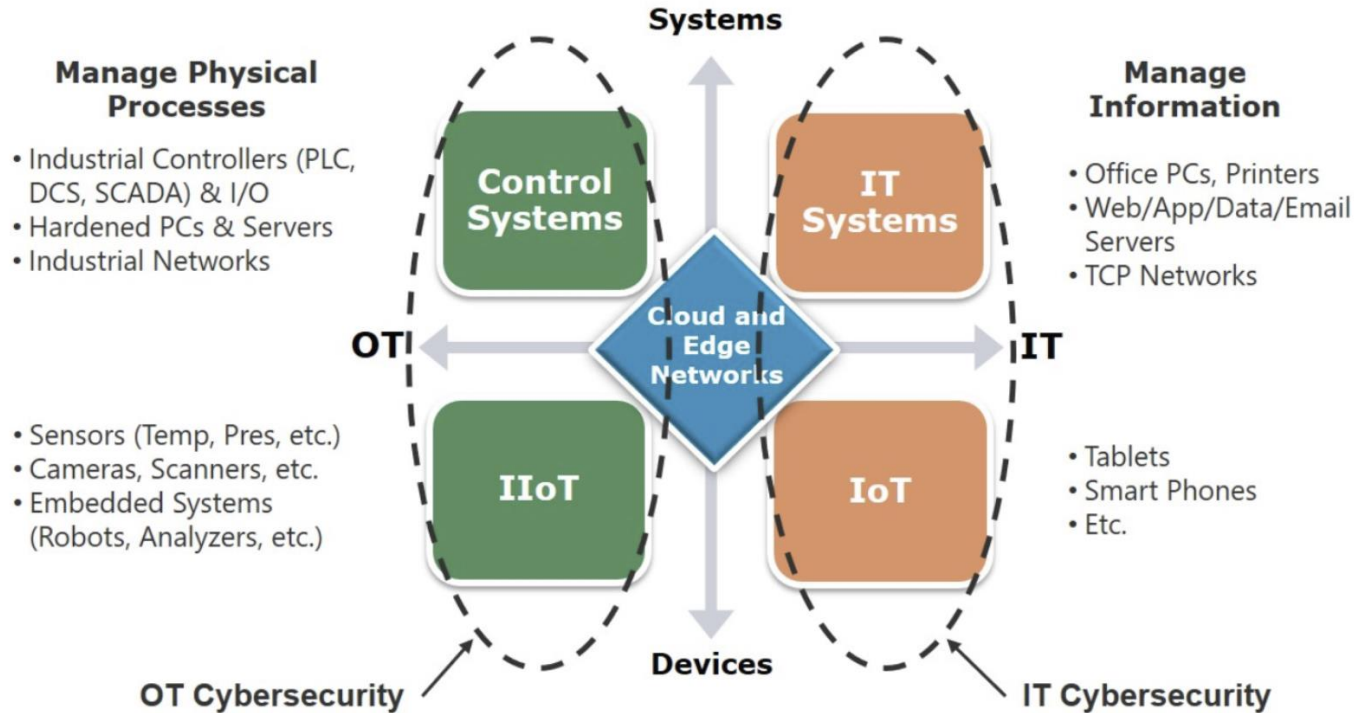 Systems
Manage Physical
Processes
• Industrial Controllers (PLC,
DCS, SCADA) & I/O
• Hardened PCs & Servers
• Industrial Networks
Control
Systems
IT
Systems
Manage
Information
• Office PCs, Printers
• Web/App/Data/Email
Servers
• TCP Networks
OT
Cloud and
Edge
Networks
IT
• Sensors (Temp, Pres, etc.)
• Cameras, Scanners, etc.
• Embedded Systems
(Robots, Analyzers, etc.)
IIoT
IoT
• Tablets
• Smart Phones
• Etc.
Devices
OT Cybersecurity
IT Cybersecurity